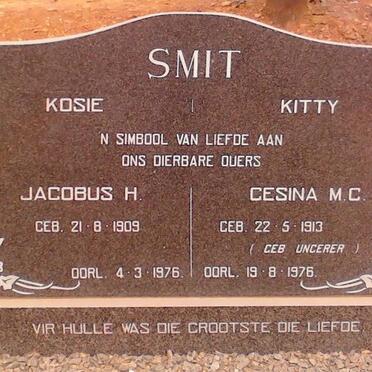 SMIT
KOSIE KITTY
N SIMBOOL VAN LIEFDE AAN
ONS DIERBARE OUERS
JACOBUS H. GESINA M.C.
GEB. 21·8·1909 GEB. 22·5·1913
( GEB UNGERER )
OORL. 4·3·1976. OORL. 19·8·1976.
VIR HULLE WAS DIE GROOTSTE DIE LIEFDE